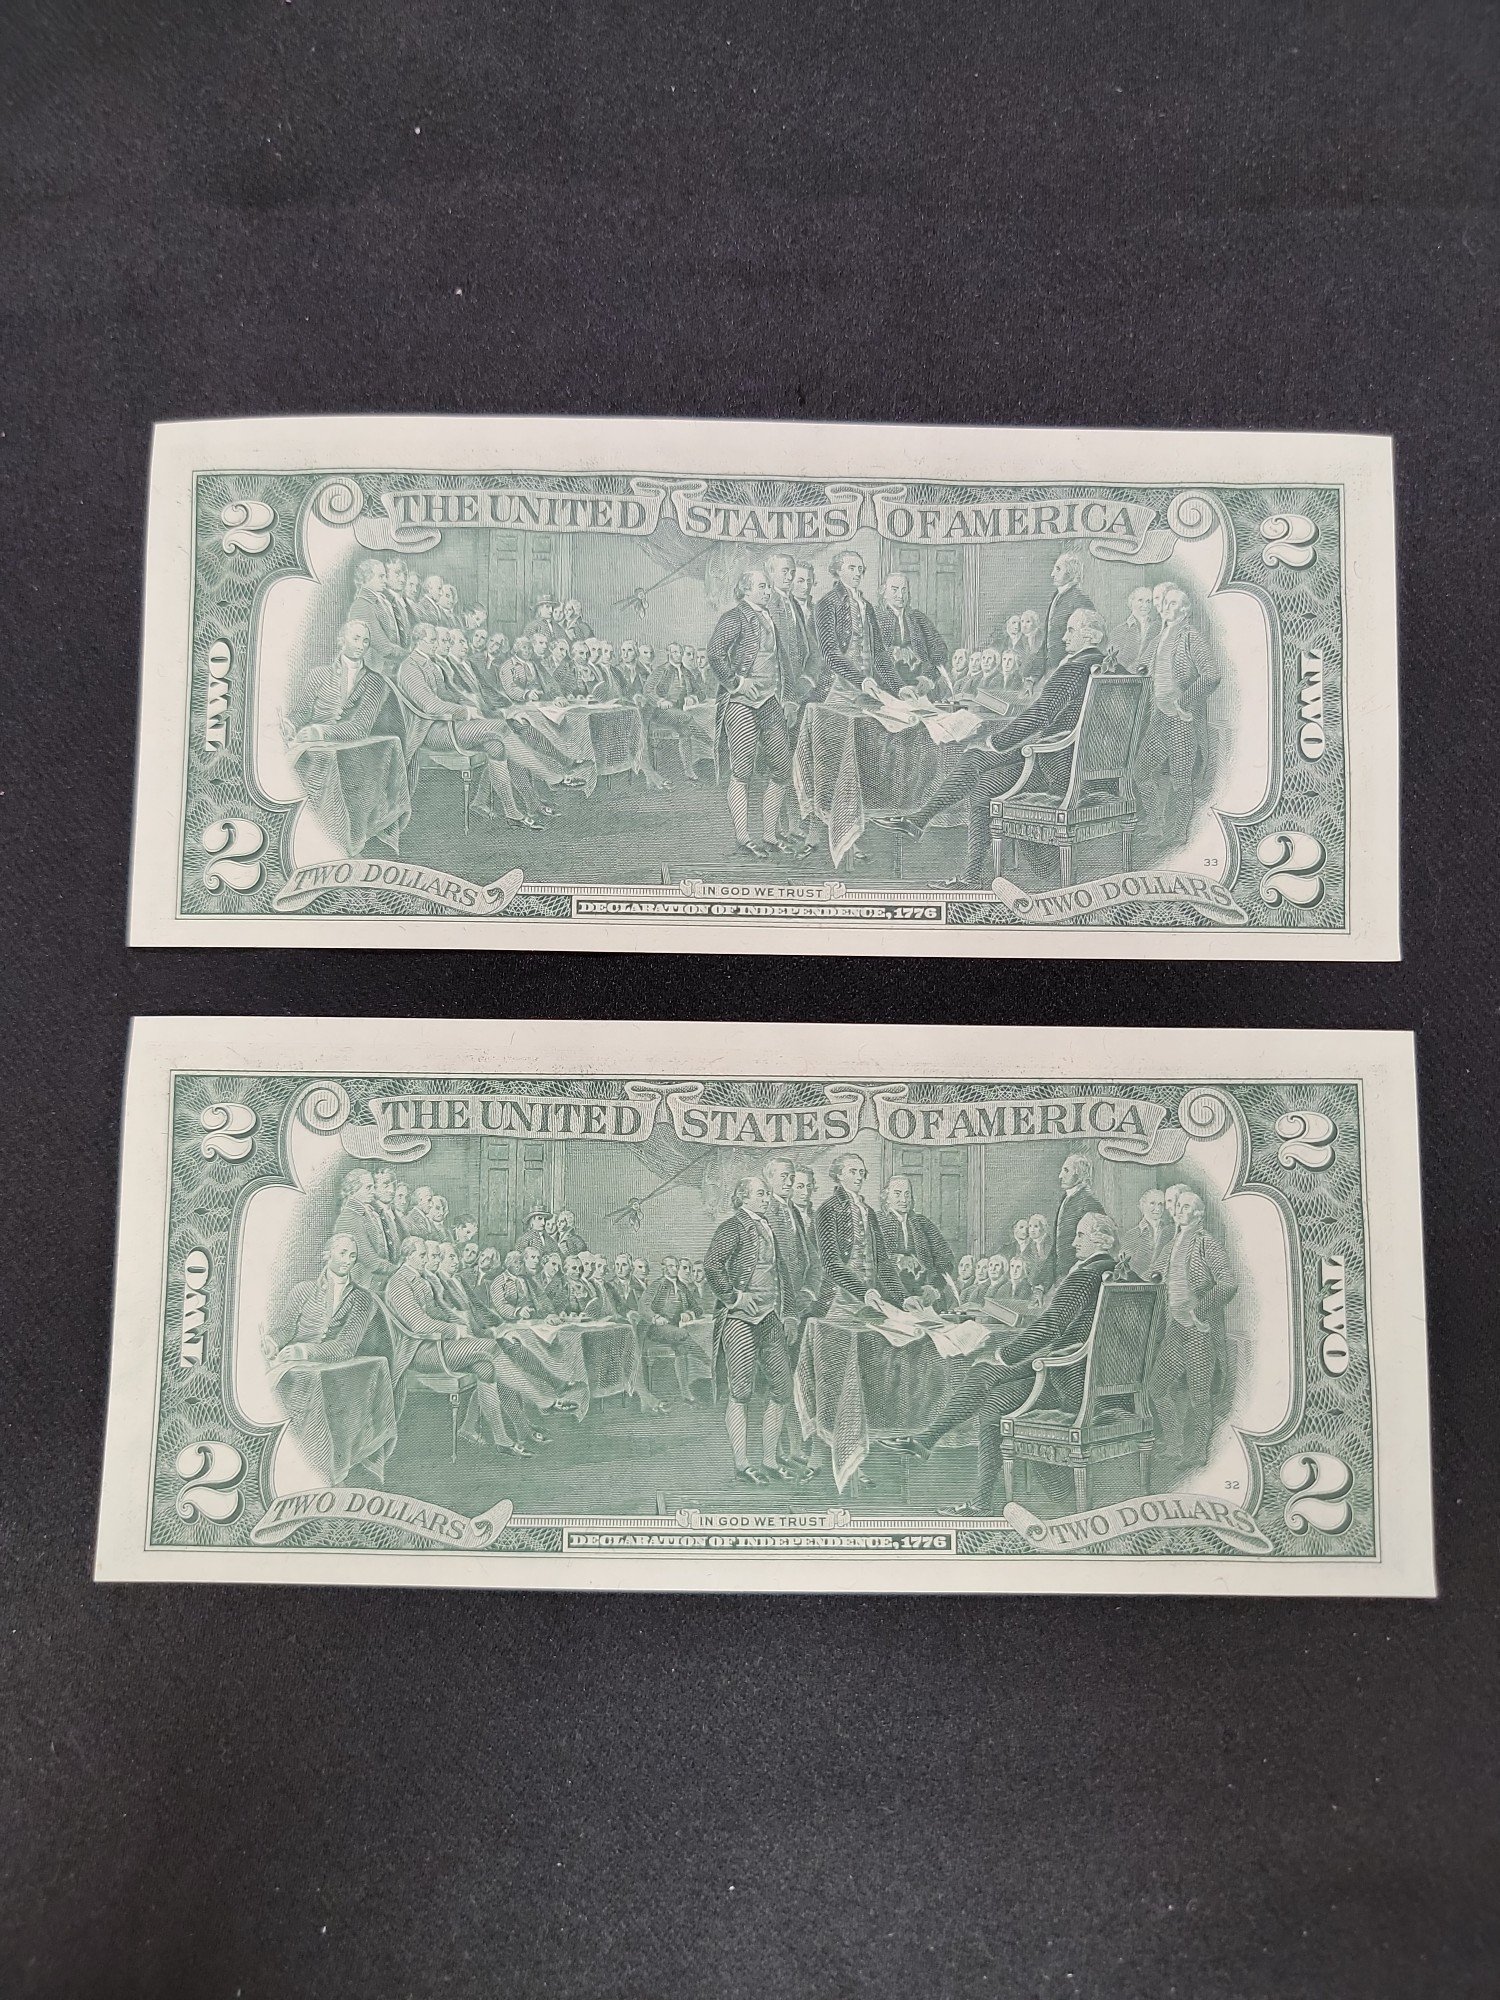 2 THE UNITED STATES OF AMERICA 2
TWO TWO
33
2 TWO DOLLARS IN GOD WE TRUST TWO DOLLARS 2
DECLARATION OF INDEPENDENCE, 1776
2 THE UNITED STATES OF AMERICA 2
TWO TWO
32
2 TWO DOLLARS IN GOD WE TRUST TWO DOLLARS 2
DECLARATION OF INDEPENDENCE, 1776